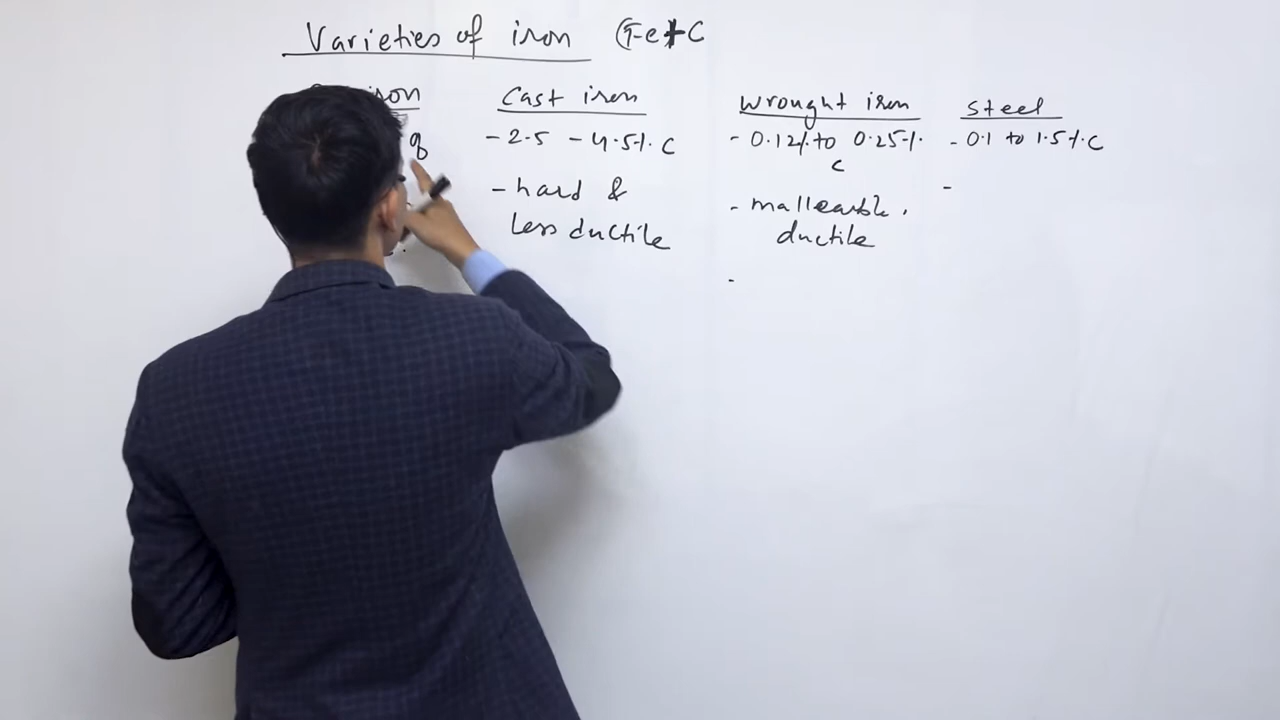 Varieties of iron (Fe+C
iron
Cast iron
- 2.5 - 4.5% C
- hard &
less ductile
Wrought iron
- 0.12% to 0.25%
C
- malleable,
ductile
-
Steel
- 0.1 to 1.5% C
-